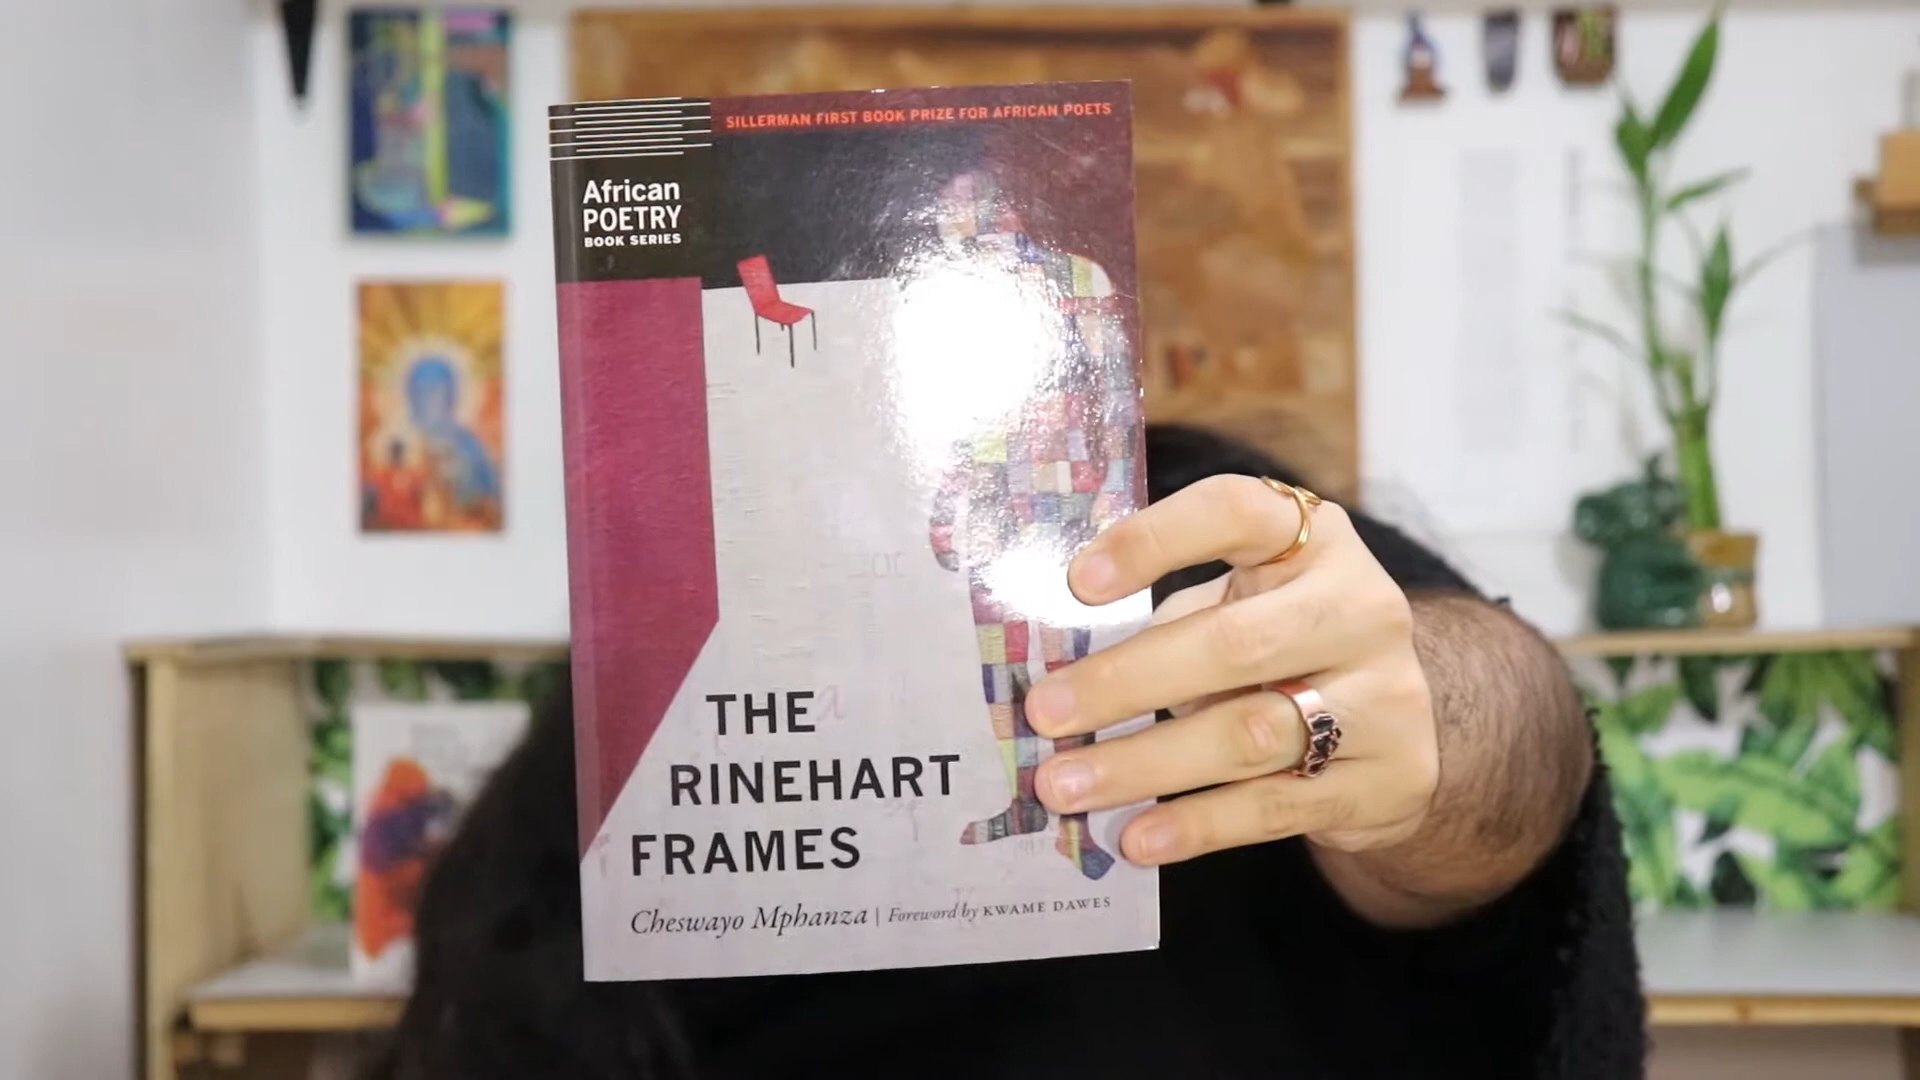 SILLERMAN FIRST BOOK PRIZE FOR AFRICAN POETS
African
POETRY
BOOK SERIES
THE
RINEHART
FRAMES
Cheswayo Mphanza | Foreword by KWAME DAWES